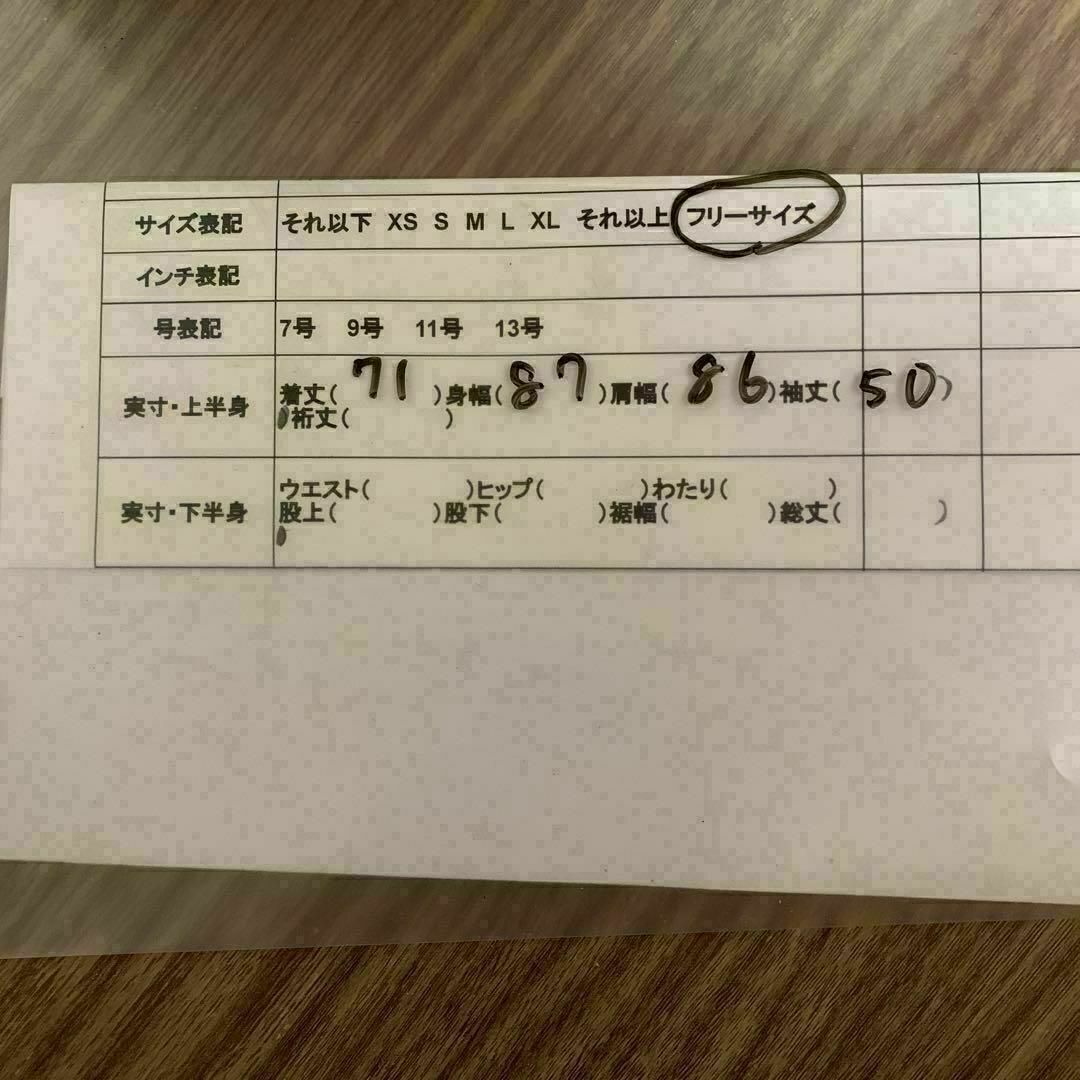 サイズ表記 それ以下 XS S M L XL それ以上 フリーサイズ
インチ表記
号表記 7号 9号 11号 13号
実寸・上半身 着丈( 71 )身幅( 87 )肩幅( 86 )袖丈( 50 )
裄丈( )
実寸・下半身 ウエスト( )ヒップ( )わたり( )
股上( )股下( )裾幅( )総丈( )